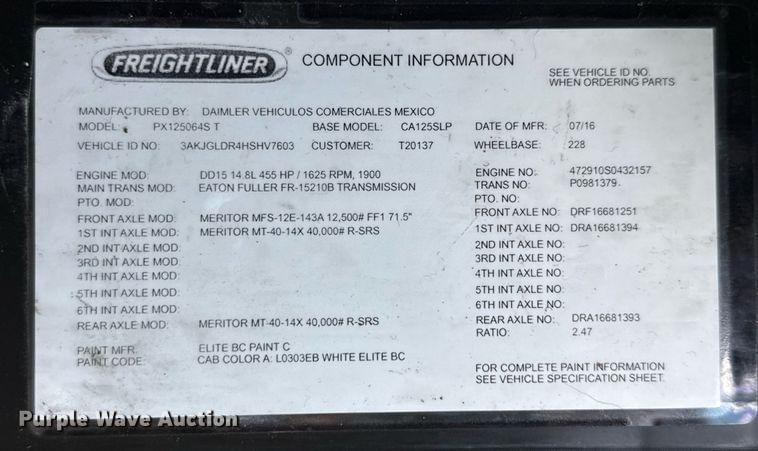 FREIGHTLINER ® COMPONENT INFORMATION
SEE VEHICLE ID NO.
WHEN ORDERING PARTS
MANUFACTURED BY: DAIMLER VEHICULOS COMERCIALES MEXICO
MODEL: PX125064S T BASE MODEL: CA125SLP DATE OF MFR: 07/16
VEHICLE ID NO: 3AKJGLDR4HSHV7603 CUSTOMER: T20137 WHEELBASE: 228
ENGINE MOD: DD15 14.8L 455 HP / 1625 RPM, 1900 ENGINE NO: 472910S0432157
MAIN TRANS MOD: EATON FULLER FR-15210B TRANSMISSION TRANS NO: P0981379
PTO. MOD: PTO. NO:
FRONT AXLE MOD: MERITOR MFS-12E-143A 12,500# FF1 71.5" FRONT AXLE NO: DRF16681251
1ST INT AXLE MOD: MERITOR MT-40-14X 40,000# R-SRS 1ST INT AXLE NO: DRA16681394
2ND INT AXLE MOD: 2ND INT AXLE NO:
3RD INT AXLE MOD: 3RD INT AXLE NO:
4TH INT AXLE MOD: 4TH INT AXLE NO:
5TH INT AXLE MOD: 5TH INT AXLE NO:
6TH INT AXLE MOD: 6TH INT AXLE NO:
REAR AXLE MOD: MERITOR MT-40-14X 40,000# R-SRS REAR AXLE NO: DRA16681393
RATIO: 2.47
PAINT MFR: ELITE BC PAINT C
PAINT CODE: CAB COLOR A: L0303EB WHITE ELITE BC
FOR COMPLETE PAINT INFORMATION
SEE VEHICLE SPECIFICATION SHEET.
Purple Wave Auction